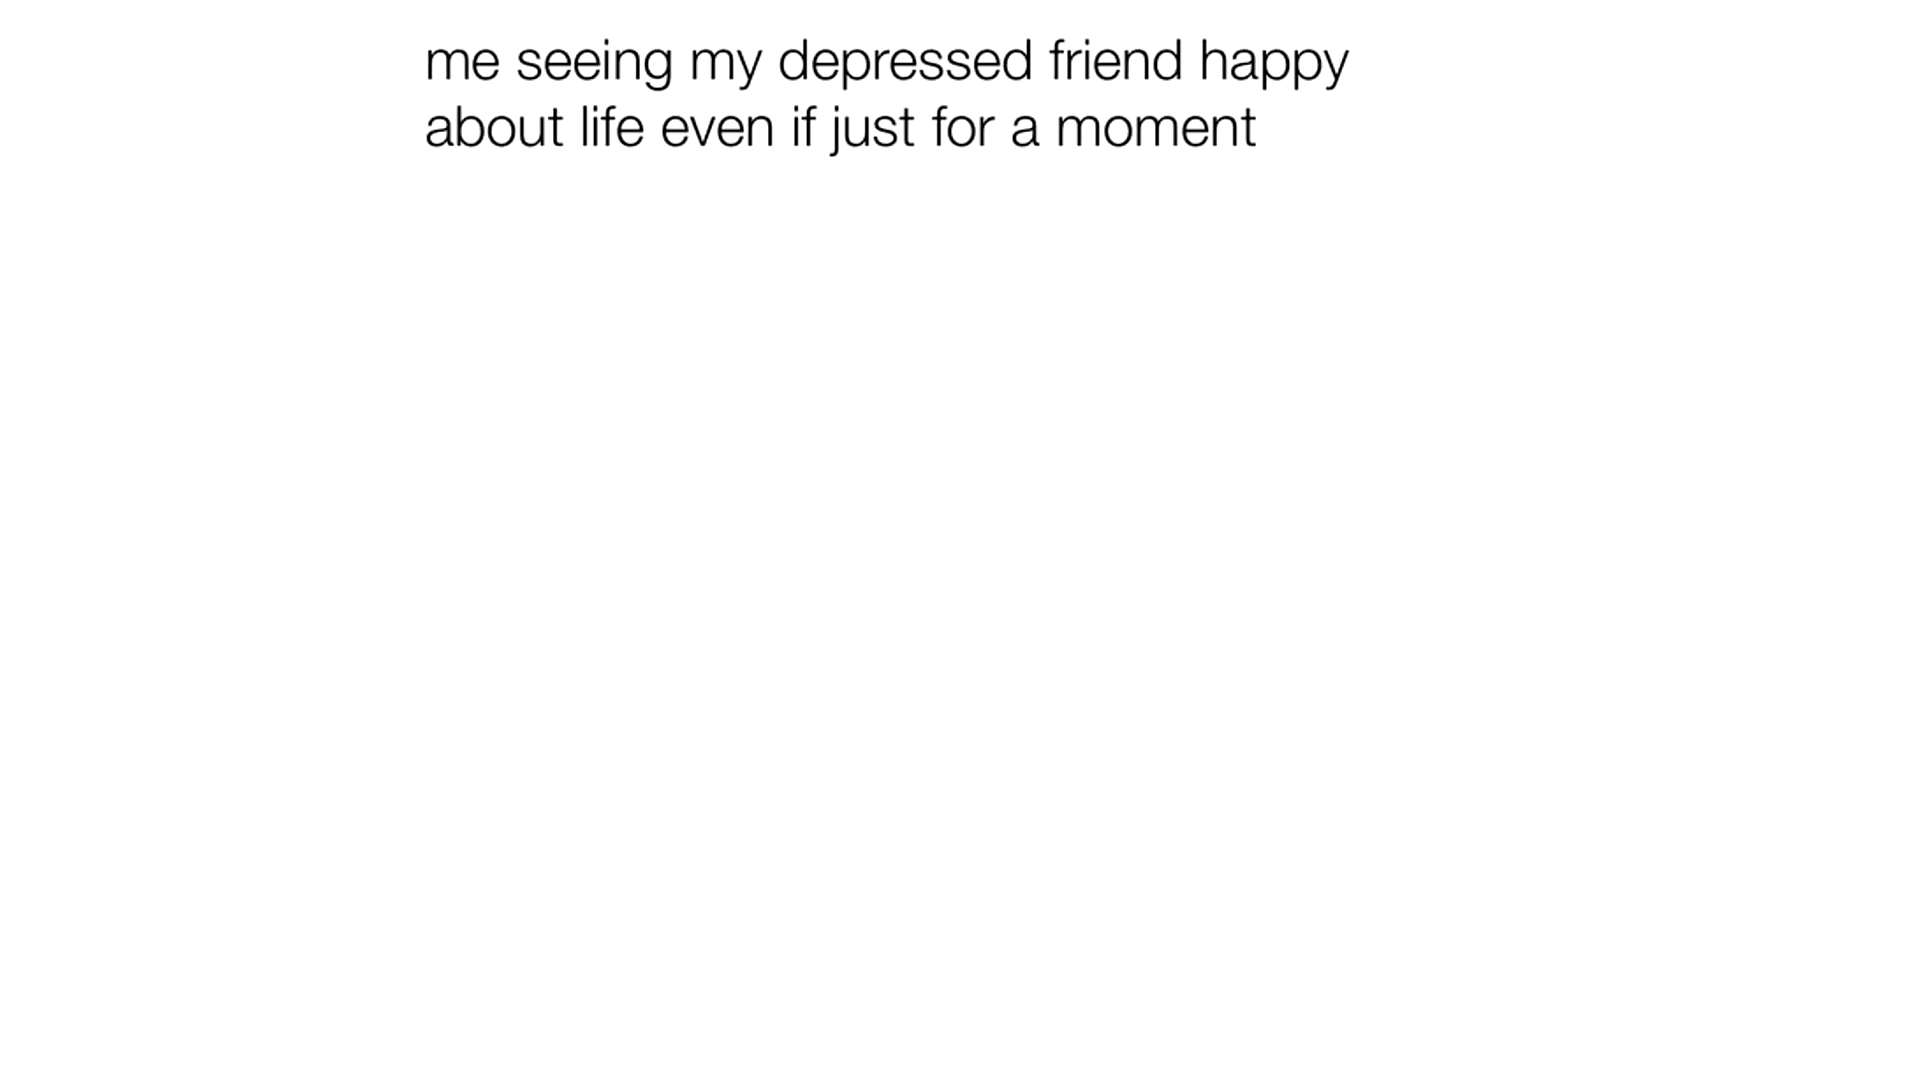 me seeing my depressed friend happy
about life even if just for a moment